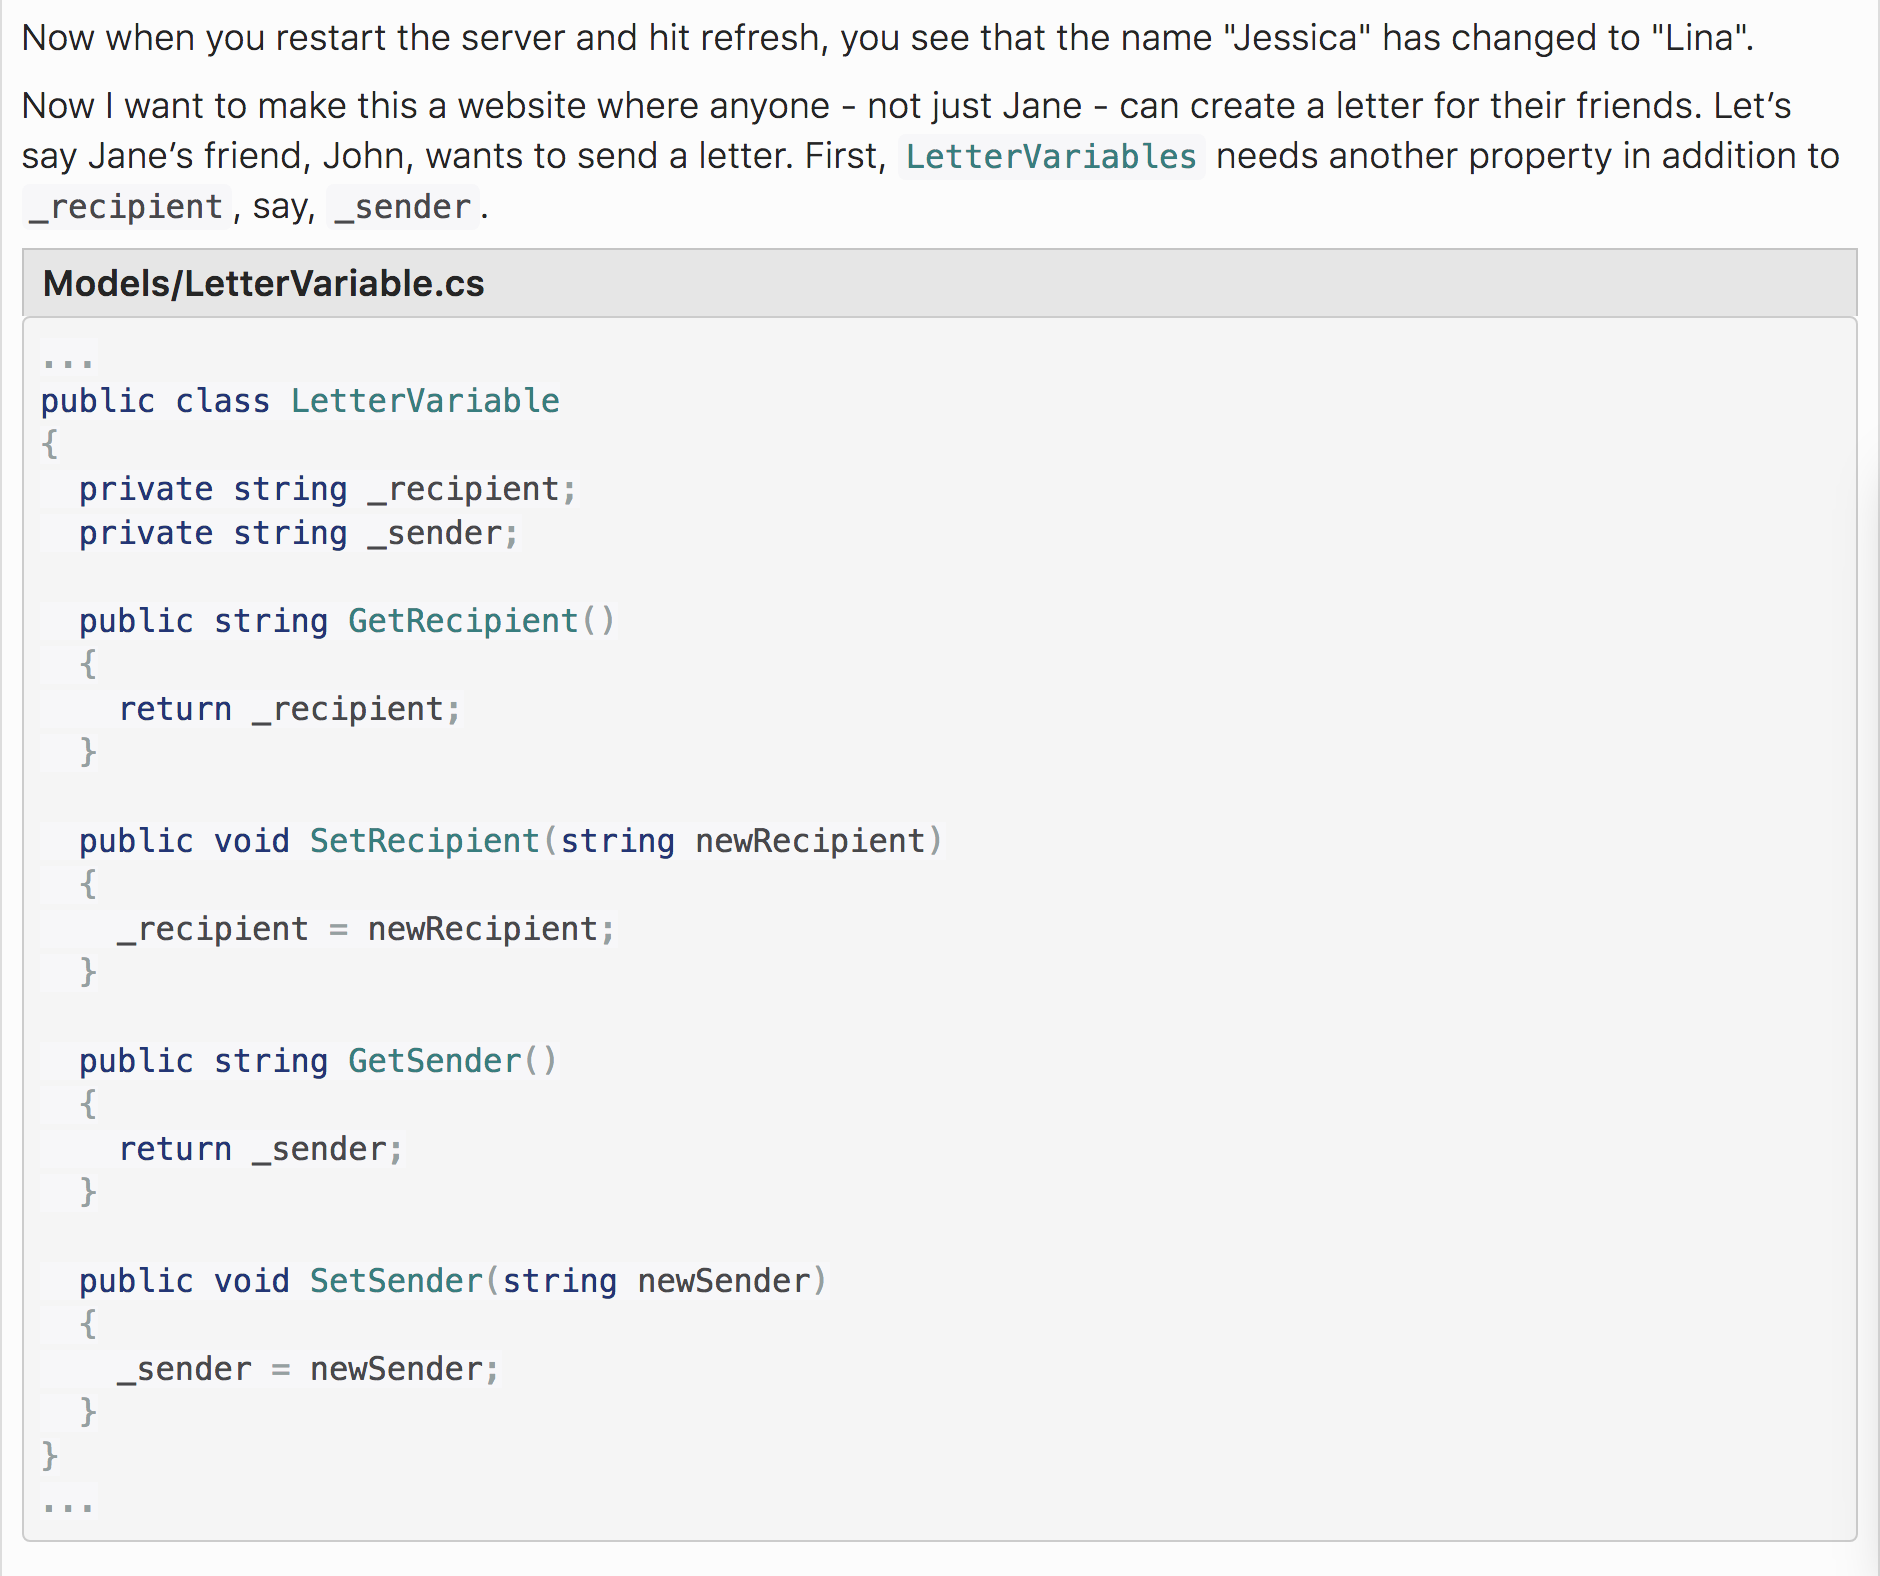 Now when you restart the server and hit refresh, you see that the name "Jessica" has changed to "Lina".
Now I want to make this a website where anyone - not just Jane - can create a letter for their friends. Let’s
say Jane’s friend, John, wants to send a letter. First, LetterVariables needs another property in addition to
_recipient, say, _sender.
Models/LetterVariable.cs
...
public class LetterVariable
{
  private string _recipient;
  private string _sender;
  public string GetRecipient()
  {
    return _recipient;
  }
  public void SetRecipient(string newRecipient)
  {
    _recipient = newRecipient;
  }
  public string GetSender()
  {
    return _sender;
  }
  public void SetSender(string newSender)
  {
    _sender = newSender;
  }
}
...